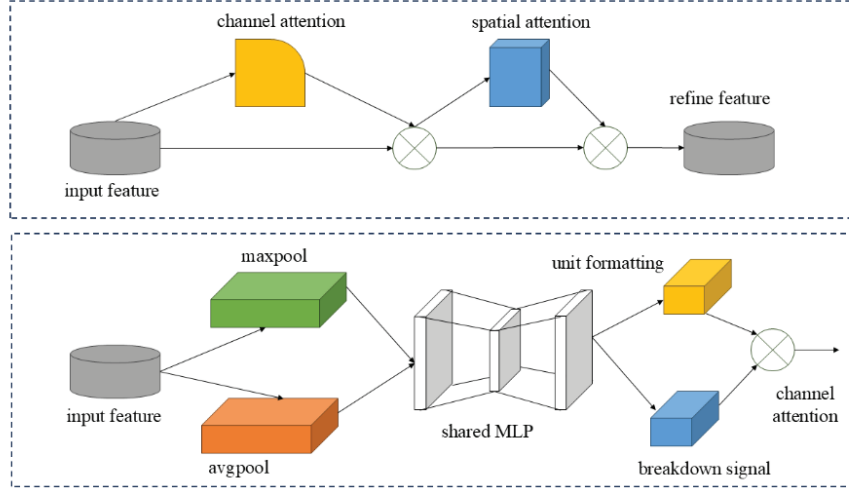 channel attention
spatial attention
refine feature
input feature
maxpool
unit formatting
input feature
channel
attention
shared MLP
avgpool
breakdown signal